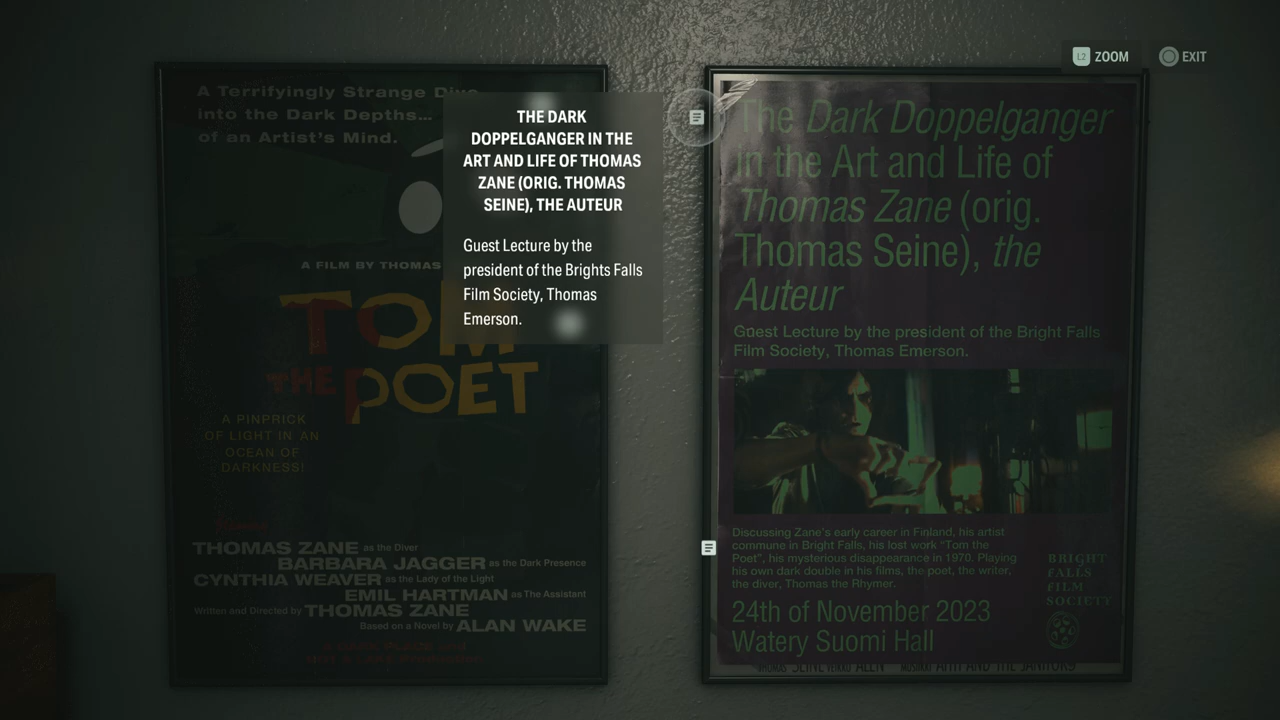 ZOOM
EXIT
A Terrifyingly Strange Dive
into the Dark Depths...
of an Artist's Mind.
A FILM BY THOMAS
TOM
THE POET
A PINPRICK
OF LIGHT IN AN
OCEAN OF
DARKNESS!
THOMAS ZANE as the Diver
BARBARA JAGGER as the Dark Presence
CYNTHIA WEAVER as the Lady of the Light
EMIL HARTMAN as The Assistant
Written and Directed by THOMAS ZANE
Based on a Novel by ALAN WAKE
THE DARK
DOPPELGANGER IN THE
ART AND LIFE OF THOMAS
ZANE (ORIG. THOMAS
SEINE), THE AUTEUR
Guest Lecture by the
president of the Brights Falls
Film Society, Thomas
Emerson.
The Dark Doppelganger
in the Art and Life of
Thomas Zane (orig.
Thomas Seine), the
Auteur
Guest Lecture by the president of the Bright Falls
Film Society, Thomas Emerson.
Discussing Zane's early career in Finland, his artist
commune in Bright Falls, his lost work "Tom the
Poet", his mysterious disappearance in 1970. Playing
his own dark double in his films, the poet, the writer,
the diver, Thomas the Rhymer.
24th of November 2023
Watery Suomi Hall
BRIGHT
FALLS
FILM
SOCIETY